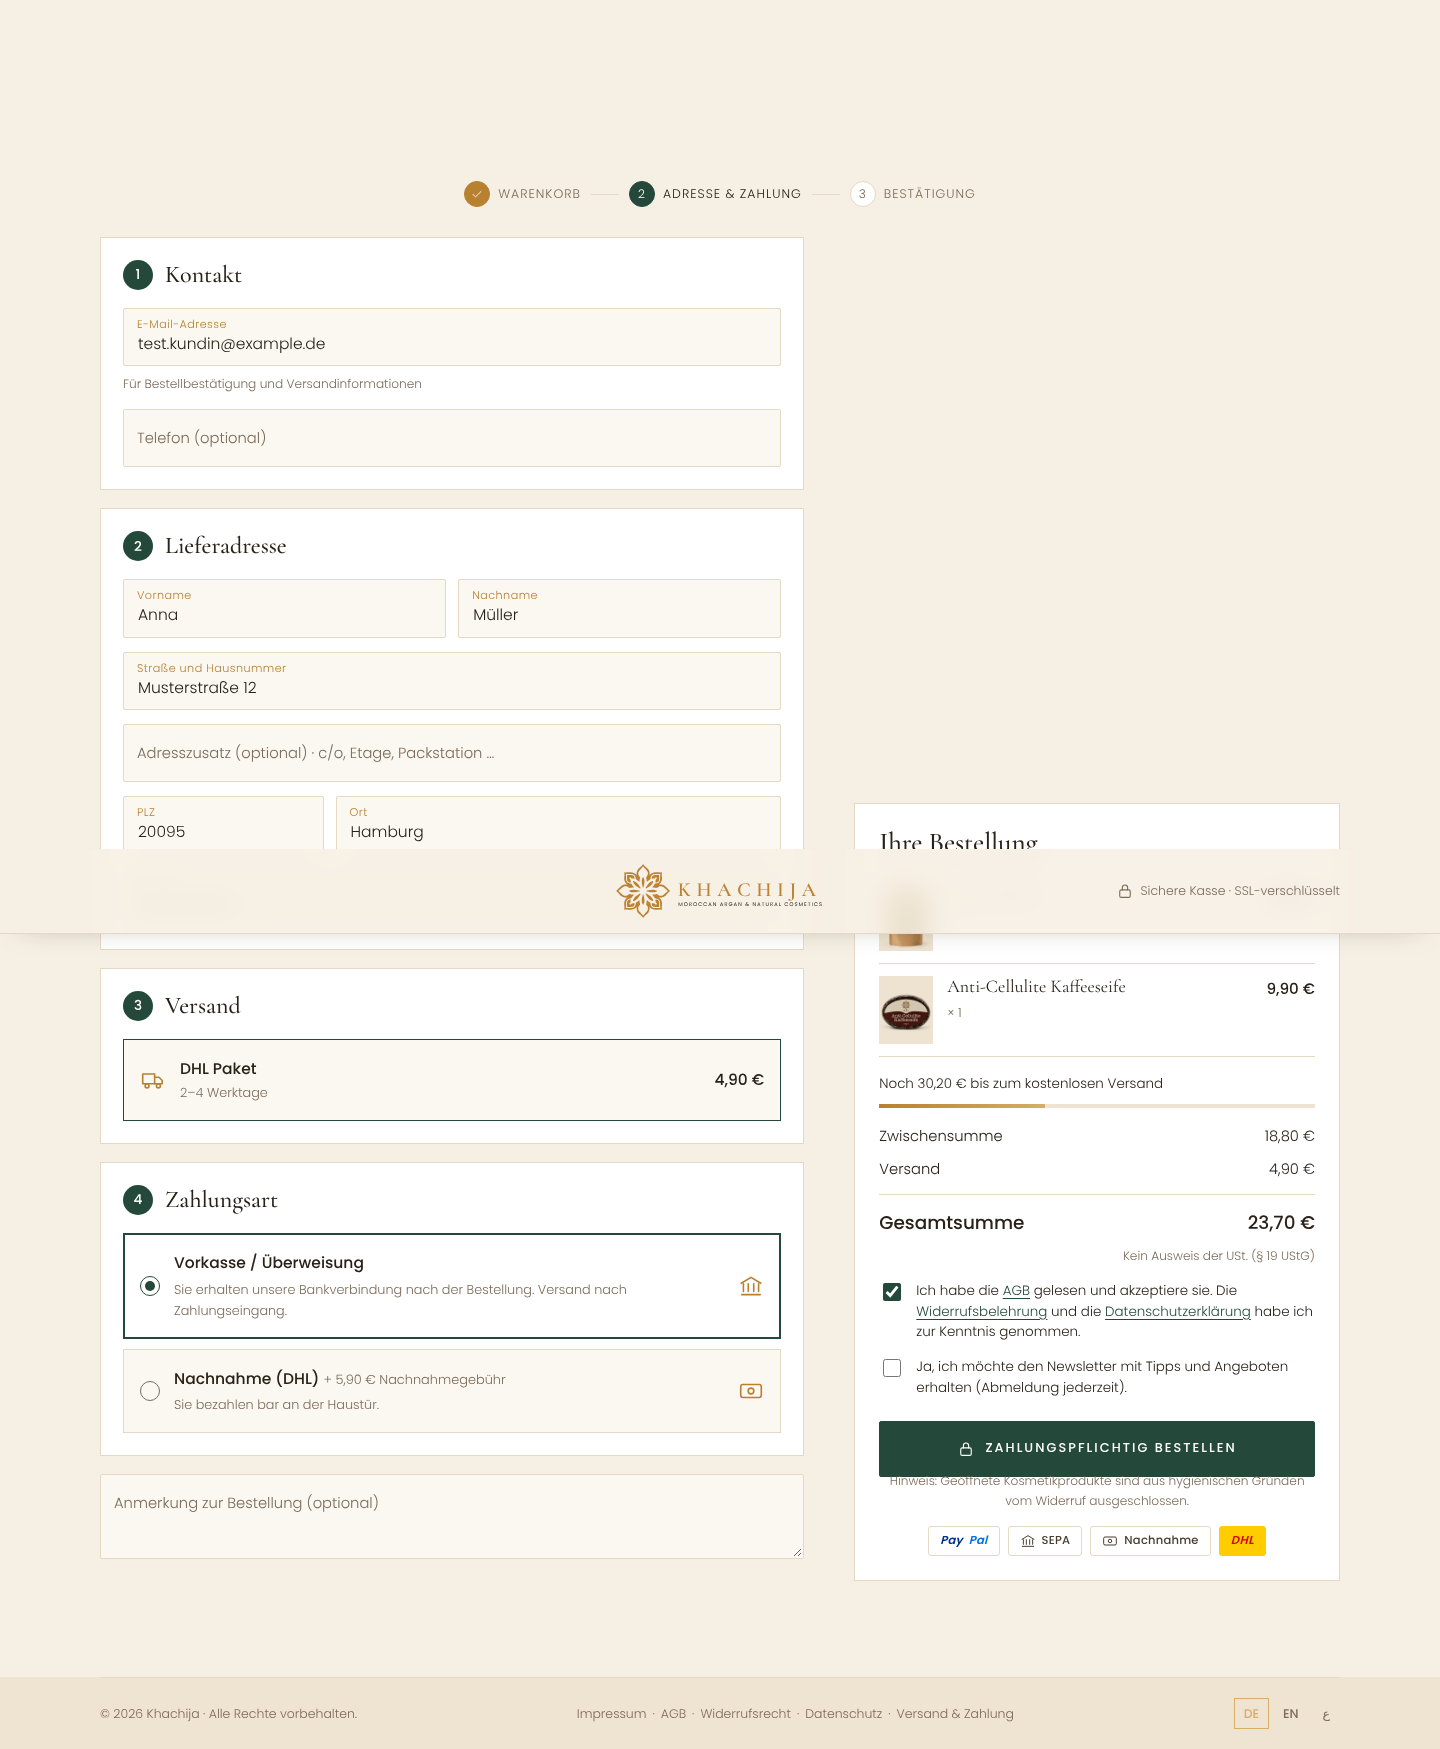 WARENKORB
2 ADRESSE & ZAHLUNG
3 BESTÄTIGUNG
1 Kontakt
E-Mail-Adresse
test.kundin@example.de
Für Bestellbestätigung und Versandinformationen
Telefon (optional)
2 Lieferadresse
Vorname
Anna
Nachname
Müller
Straße und Hausnummer
Musterstraße 12
Adresszusatz (optional) · c/o, Etage, Packstation ...
PLZ
20095
Ort
Hamburg
KHACHIJA
MOROCCAN ARGAN & NATURAL COSMETICS
Sichere Kasse · SSL-verschlüsselt
3 Versand
DHL Paket
2–4 Werktage
4,90 €
4 Zahlungsart
Vorkasse / Überweisung
Sie erhalten unsere Bankverbindung nach der Bestellung. Versand nach
Zahlungseingang.
Nachnahme (DHL) + 5,90 € Nachnahmegebühr
Sie bezahlen bar an der Haustür.
Anmerkung zur Bestellung (optional)
Ihre Bestellung
Anti-Cellulite Kaffeeseife
9,90 €
× 1
Noch 30,20 € bis zum kostenlosen Versand
Zwischensumme 18,80 €
Versand 4,90 €
Gesamtsumme 23,70 €
Kein Ausweis der USt. (§ 19 UStG)
Ich habe die AGB gelesen und akzeptiere sie. Die
Widerrufsbelehrung und die Datenschutzerklärung habe ich
zur Kenntnis genommen.
Ja, ich möchte den Newsletter mit Tipps und Angeboten
erhalten (Abmeldung jederzeit).
ZAHLUNGSPFLICHTIG BESTELLEN
Hinweis: Geöffnete Kosmetikprodukte sind aus hygienischen Gründen
vom Widerruf ausgeschlossen.
PayPal
SEPA
Nachnahme
DHL
© 2026 Khachija · Alle Rechte vorbehalten.
Impressum · AGB · Widerrufsrecht · Datenschutz · Versand & Zahlung
DE EN ع